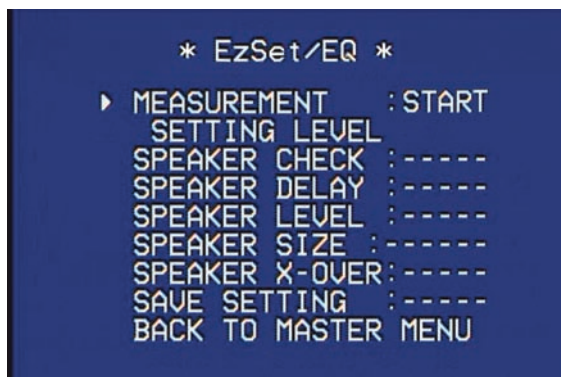 * EzSet/EQ *
MEASUREMENT :START
SETTING LEVEL
SPEAKER CHECK :-----
SPEAKER DELAY :-----
SPEAKER LEVEL :-----
SPEAKER SIZE :------
SPEAKER X-OVER:-----
SAVE SETTING :-----
BACK TO MASTER MENU